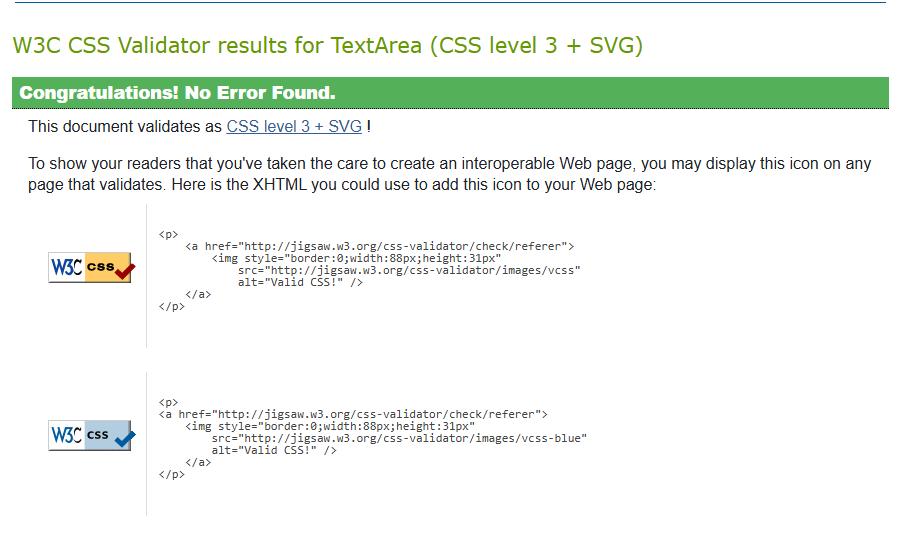 W3C CSS Validator results for TextArea (CSS level 3 + SVG)
Congratulations! No Error Found.
This document validates as CSS level 3 + SVG !
To show your readers that you've taken the care to create an interoperable Web page, you may display this icon on any
page that validates. Here is the XHTML you could use to add this icon to your Web page:
W3C css
<p>
<a href="http://jigsaw.w3.org/css-validator/check/referer">
<img style="border:0;width:88px;height:31px"
src="http://jigsaw.w3.org/css-validator/images/vcss"
alt="Valid CSS!" />
</a>
</p>
W3C css
<p>
<a href="http://jigsaw.w3.org/css-validator/check/referer">
<img style="border:0;width:88px;height:31px"
src="http://jigsaw.w3.org/css-validator/images/vcss-blue"
alt="Valid CSS!" />
</a>
</p>